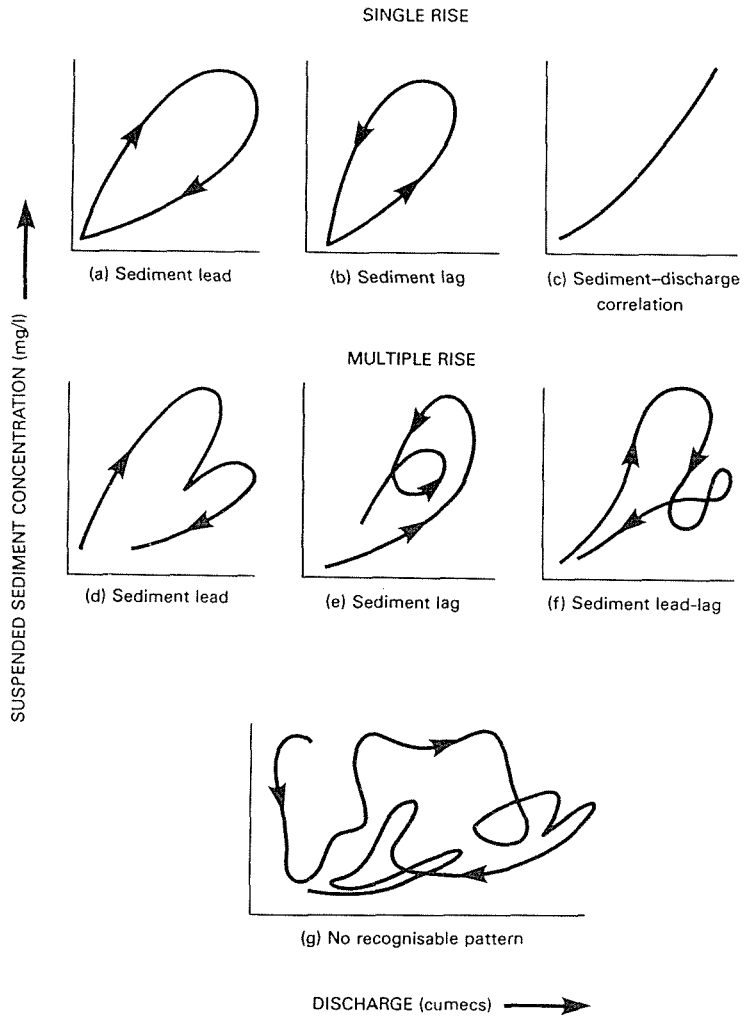 SINGLE RISE
(a) Sediment lead
(b) Sediment lag
(c) Sediment–discharge
correlation
SUSPENDED SEDIMENT CONCENTRATION (mg/l)
MULTIPLE RISE
(d) Sediment lead
(e) Sediment lag
(f) Sediment lead-lag
(g) No recognisable pattern
DISCHARGE (cumecs)